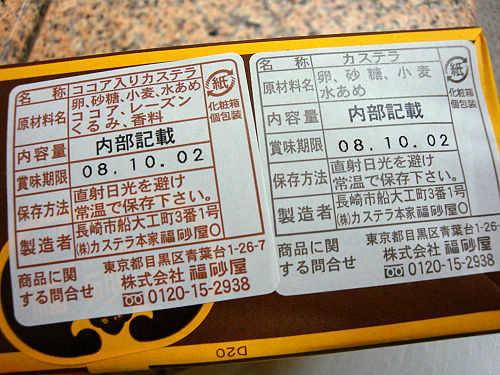 名 称 ココア入りカステラ
原材料名 卵、砂糖、小麦、水あめ
ココア、レーズン
くるみ、香料
内容量 内部記載
賞味期限 08.10.02
保存方法 直射日光を避け
常温で保存下さい。
製造者 長崎市船大工町3番1号
㈱カステラ本家福砂屋〇
紙
化粧箱
個包装
東京都目黒区青葉台1-26-7
商品に関
する問合せ
株式会社 福砂屋
0120-15-2938
名 称 カステラ
原材料名 卵、砂糖、小麦
水あめ
内容量 内部記載
賞味期限 08.10.02
保存方法 直射日光を避け
常温で保存下さい。
製造者 長崎市船大工町3番1号
㈱カステラ本家福砂屋〇
紙
化粧箱
個包装
東京都目黒区青葉台1-26
商品に関
する問合せ
株式会社 福砂屋
0120-15-2938
D20